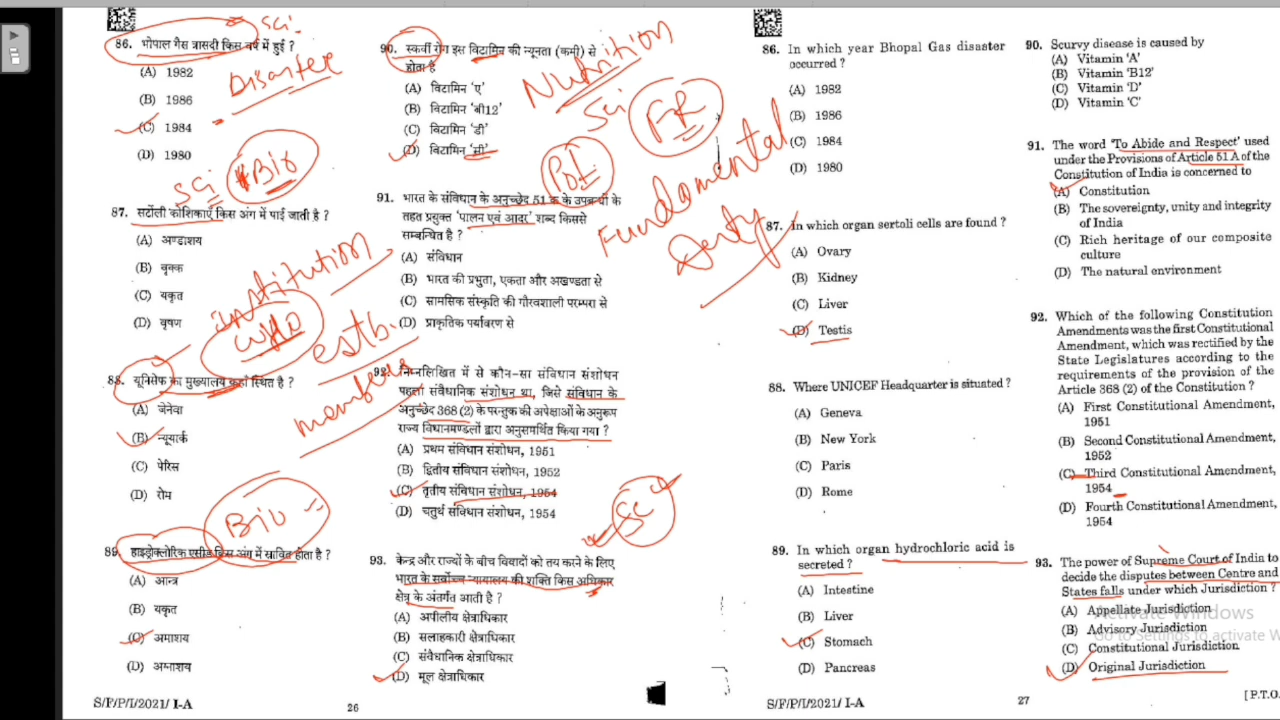 86. भोपाल गैस त्रासदी किस वर्ष में हुई ?
(A) 1982
(B) 1986
(C) 1984
(D) 1980
87. सर्टोली कोशिकाएं किस अंग में पाई जाती है ?
(A) अण्डाशय
(B) वृक्क
(C) यकृत
(D) वृषण
88. यूनिसेफ का मुख्यालय कहाँ स्थित है ?
(A) जेनेवा
(B) न्यूयार्क
(C) पेरिस
(D) रोम
89. हाइड्रोक्लोरिक एसीड किस अंग में स्रावित होता है ?
(A) आन्त्र
(B) यकृत
(C) अमाशय
(D) अग्नाशय
S/F/P/I/2021/ I-A
26
sci.
Disaster
Sci
Bio
institution
WHO
estb.
members
Bio
90. स्कर्वी रोग इस विटामिन की न्यूनता (कमी) से
होता है
(A) विटामिन ‘ए’
(B) विटामिन ‘बी12’
(C) विटामिन ‘डी’
(D) विटामिन ‘सी’
91. भारत के संविधान के अनुच्छेद 51 क के उपबन्धों के
तहत प्रयुक्त ‘पालन एवं आदर’ शब्द किससे
सम्बन्धित है ?
(A) संविधान
(B) भारत की प्रभुता, एकता और अखण्डता से
(C) सामसिक संस्कृति की गौरवशाली परम्परा से
(D) प्राकृतिक पर्यावरण से
92. निम्नलिखित में से कौन-सा संविधान संशोधन
पहला संवैधानिक संशोधन था, जिसे संविधान के
अनुच्छेद 368 (2) के परन्तुक की अपेक्षाओं के अनुरूप
राज्य विधानमण्डलों द्वारा अनुसमर्थित किया गया ?
(A) प्रथम संविधान संशोधन, 1951
(B) द्वितीय संविधान संशोधन, 1952
(C) तृतीय संविधान संशोधन, 1954
(D) चतुर्थ संविधान संशोधन, 1954
93. केन्द्र और राज्यों के बीच विवादों को तय करने के लिए
भारत के सर्वोच्च न्यायालय की शक्ति किस अधिकार
क्षेत्र के अंतर्गत आती है ?
(A) अपीलीय क्षेत्राधिकार
(B) सलाहकारी क्षेत्राधिकार
(C) संवैधानिक क्षेत्राधिकार
(D) मूल क्षेत्राधिकार
Nutrition
Sci
FR
Fundamental
Duty
SC
86. In which year Bhopal Gas disaster
occurred ?
(A) 1982
(B) 1986
(C) 1984
(D) 1980
87. In which organ sertoli cells are found ?
(A) Ovary
(B) Kidney
(C) Liver
(D) Testis
88. Where UNICEF Headquarter is situated ?
(A) Geneva
(B) New York
(C) Paris
(D) Rome
89. In which organ hydrochloric acid is
secreted ?
(A) Intestine
(B) Liver
(C) Stomach
(D) Pancreas
S/F/P/I/2021/ I-A
27
90. Scurvy disease is caused by
(A) Vitamin ‘A’
(B) Vitamin ‘B12’
(C) Vitamin ‘D’
(D) Vitamin ‘C’
91. The word ‘To Abide and Respect’ used
under the Provisions of Article 51 A of the
Constitution of India is concerned to
(A) Constitution
(B) The sovereignty, unity and integrity
of India
(C) Rich heritage of our composite
culture
(D) The natural environment
92. Which of the following Constitution
Amendments was the first Constitutional
Amendment, which was rectified by the
State Legislatures according to the
requirements of the provision of the
Article 368 (2) of the Constitution ?
(A) First Constitutional Amendment,
1951
(B) Second Constitutional Amendment,
1952
(C) Third Constitutional Amendment,
1954
(D) Fourth Constitutional Amendment,
1954
93. The power of Supreme Court of India to
decide the disputes between Centre and
States falls under which Jurisdiction ?
(A) Appellate Jurisdiction
(B) Advisory Jurisdiction
(C) Constitutional Jurisdiction
(D) Original Jurisdiction
[P.T.O.
Activate Windows
Go to Settings to activate W